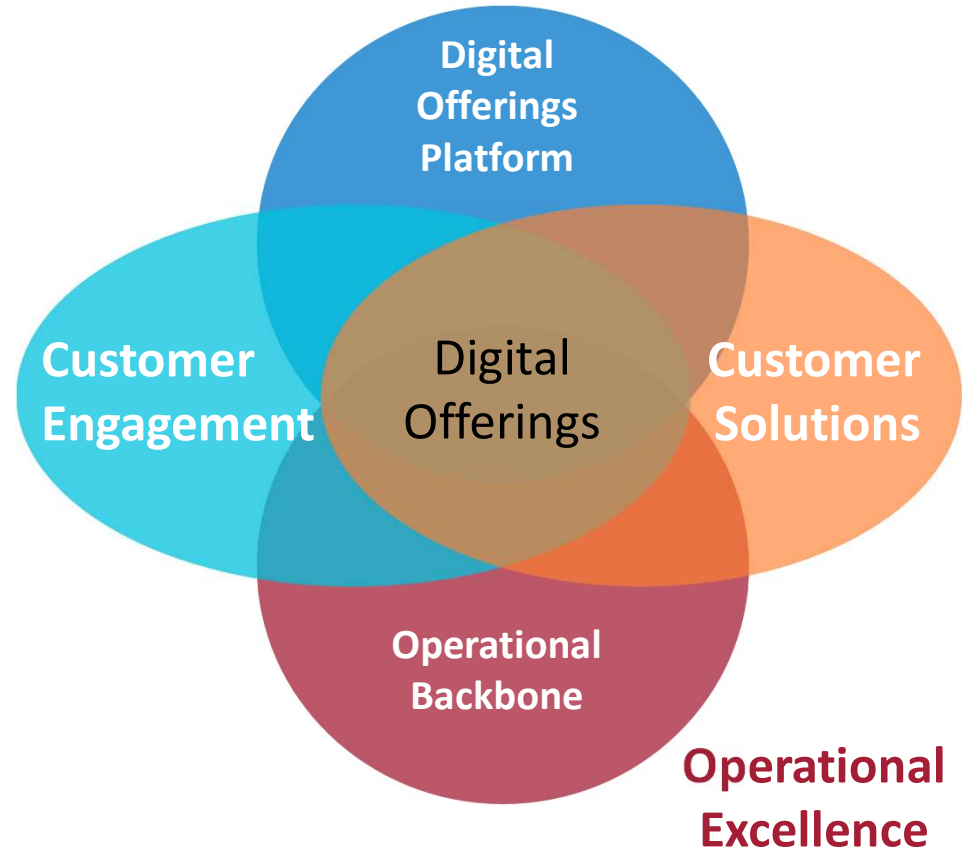 Digital
Offerings
Platform
Customer
Engagement
Digital
Offerings
Customer
Solutions
Operational
Backbone
Operational
Excellence